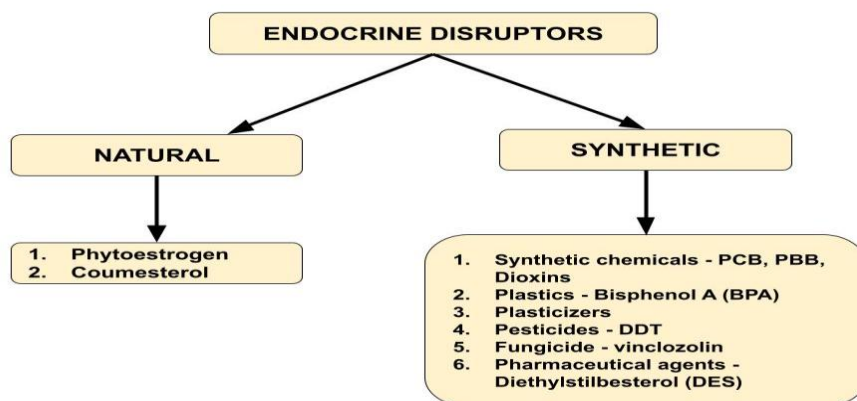 ENDOCRINE DISRUPTORS
NATURAL
SYNTHETIC
1. Phytoestrogen
2. Coumesterol
1. Synthetic chemicals - PCB, PBB,
Dioxins
2. Plastics - Bisphenol A (BPA)
3. Plasticizers
4. Pesticides - DDT
5. Fungicide - vinclozolin
6. Pharmaceutical agents -
Diethylstilbesterol (DES)